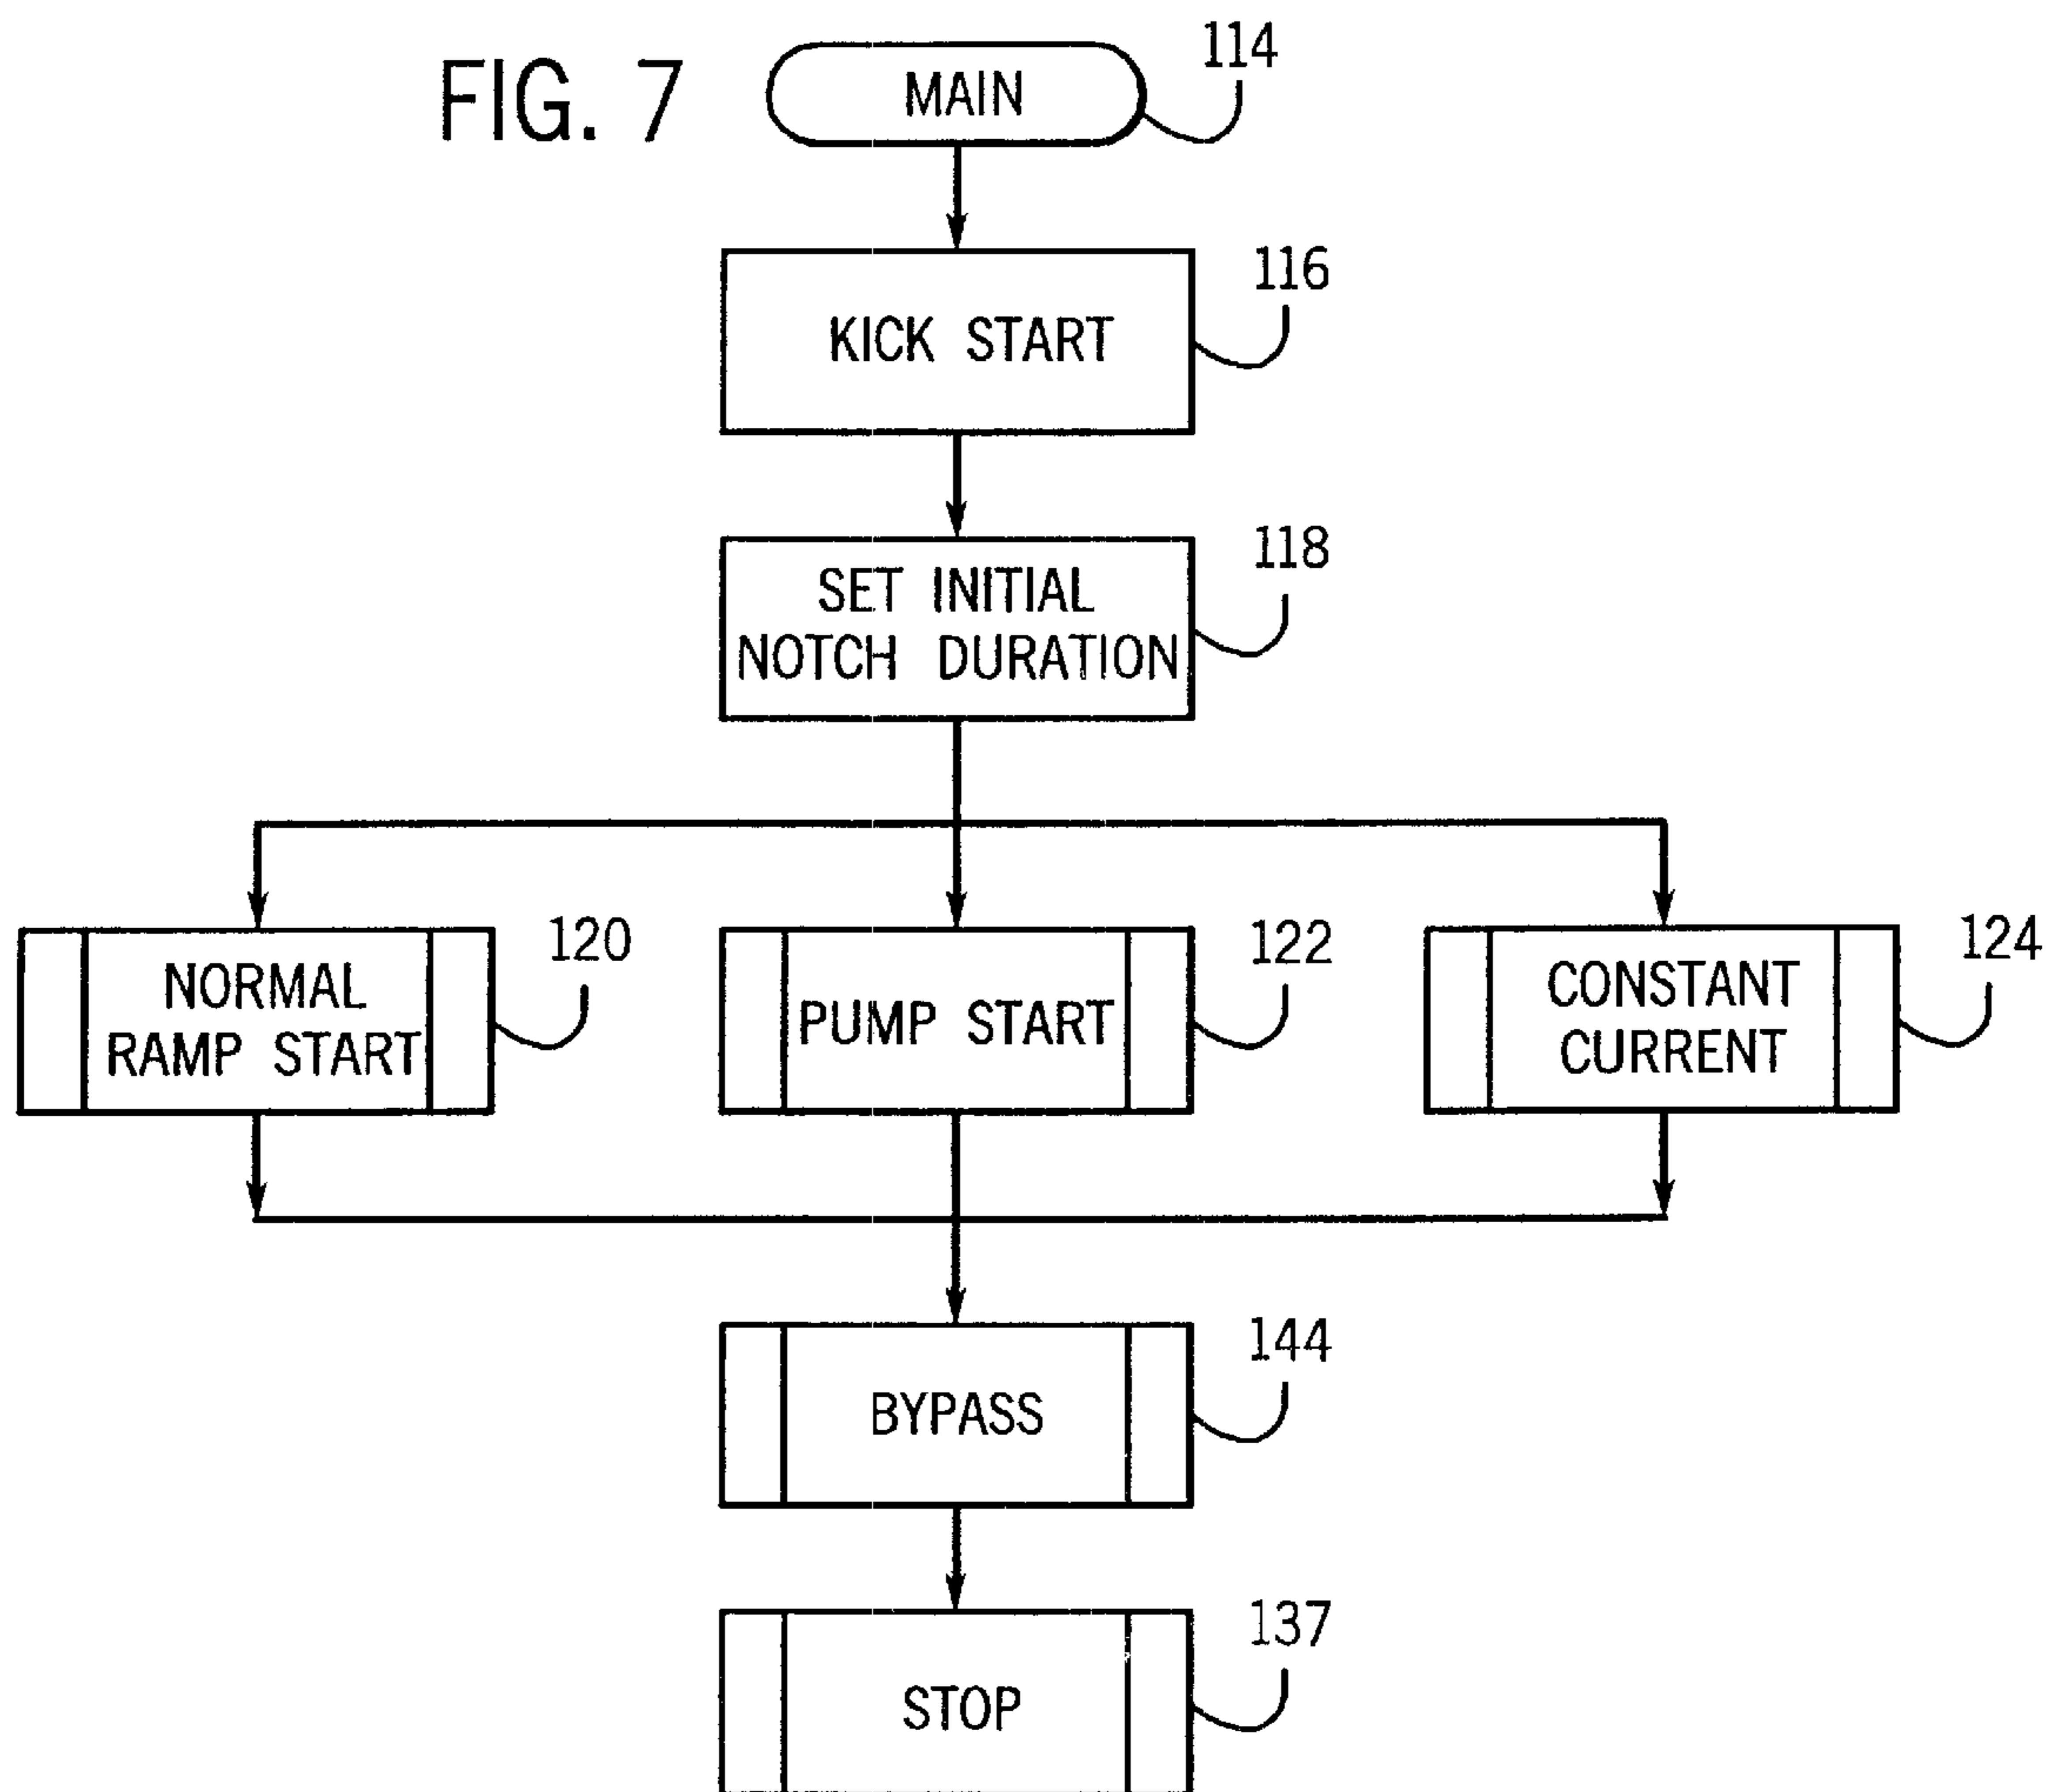 FIG. 7
MAIN
114
KICK START
116
SET INITIAL
NOTCH DURATION
118
NORMAL
RAMP START
120
PUMP START
122
CONSTANT
CURRENT
124
BYPASS
144
STOP
137